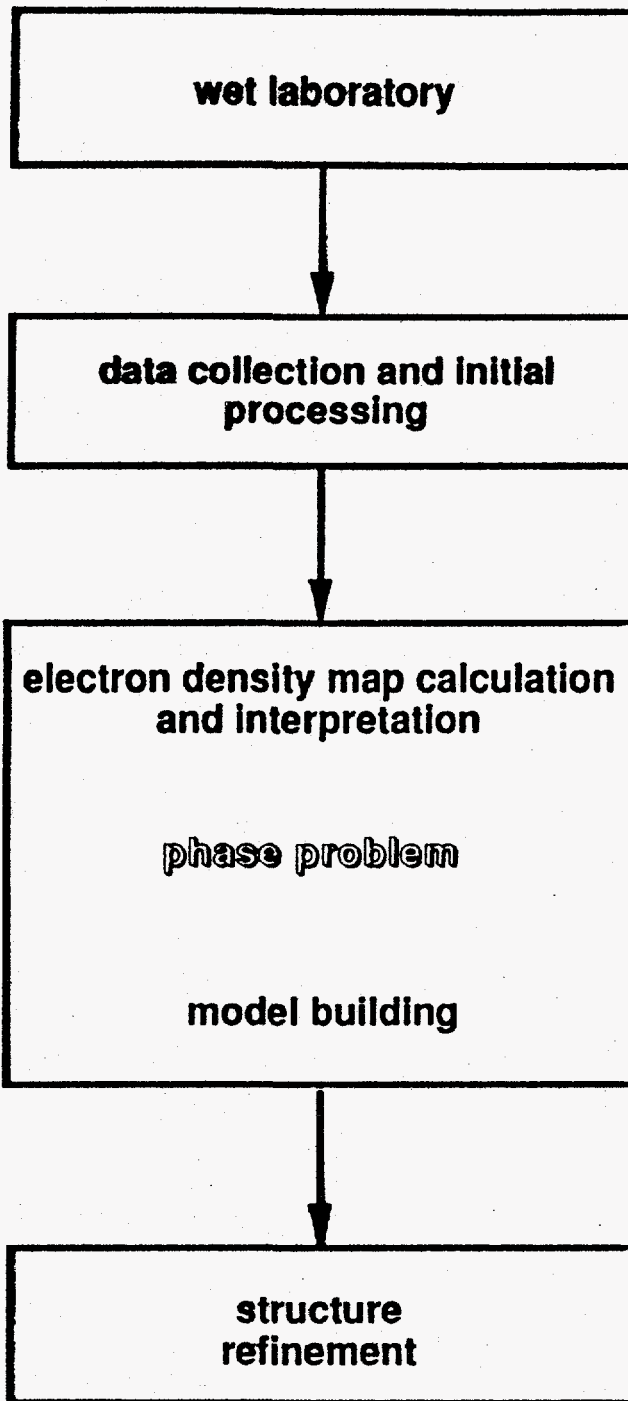 wet laboratory
data collection and initial
processing
electron density map calculation
and interpretation
phase problem
model building
structure
refinement